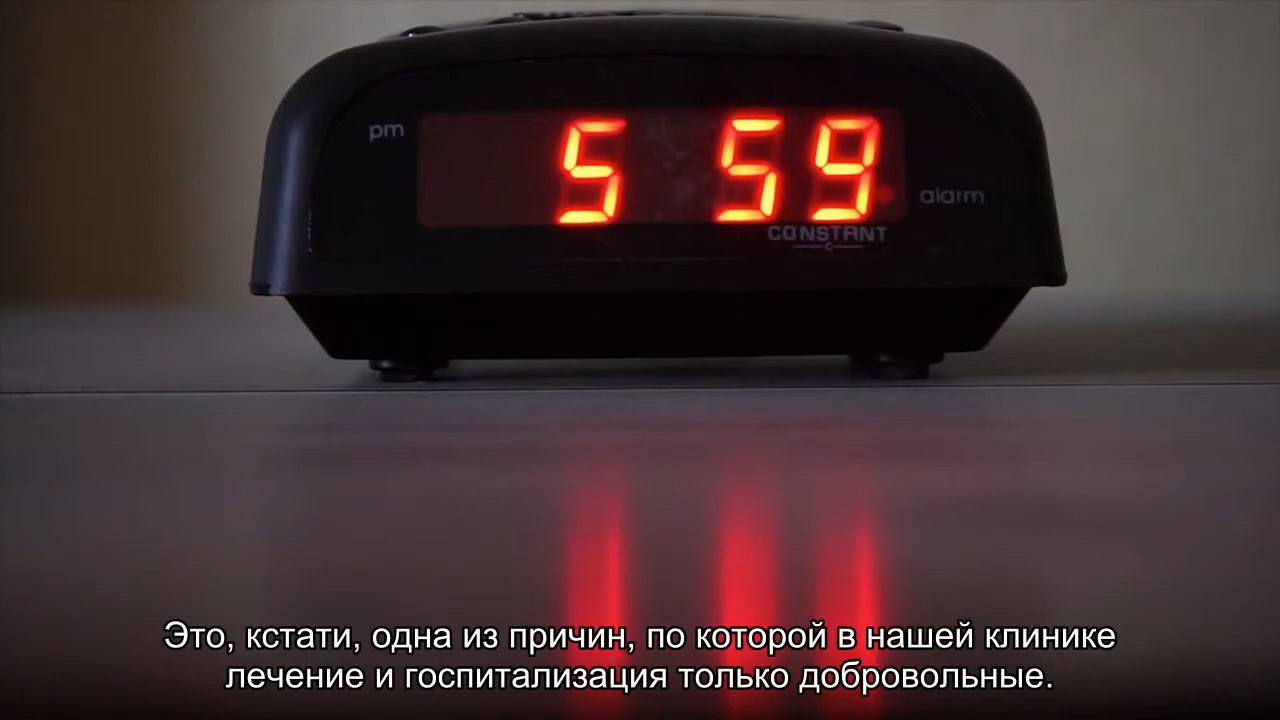 pm
5 59
alarm
CONSTANT
Это, кстати, одна из причин, по которой в нашей клинике
лечение и госпитализация только добровольные.